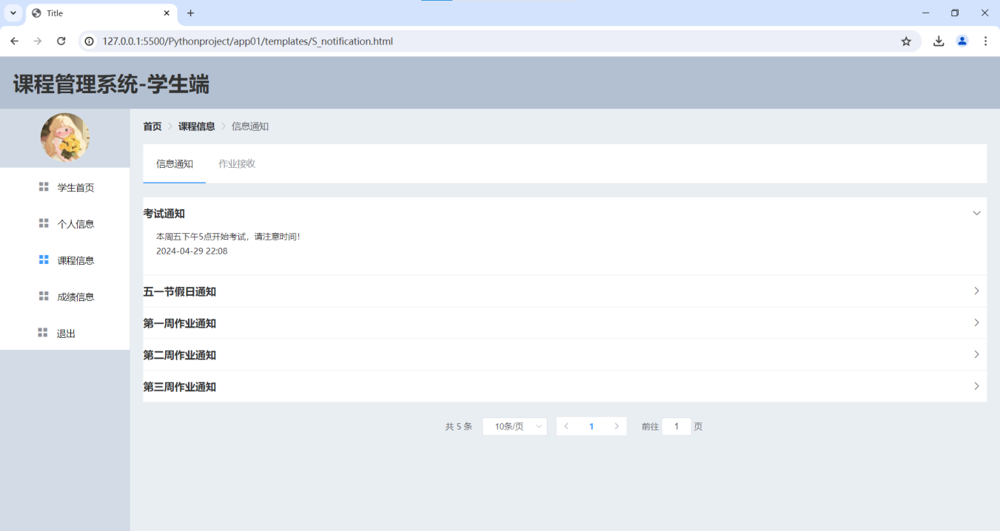 Title
127.0.0.1:5500/Pythonproject/app01/templates/S_notification.html
课程管理系统-学生端
首页 课程信息 信息通知
信息通知 作业接收
学生首页
个人信息
课程信息
成绩信息
退出
考试通知
本周五下午5点开始考试，请注意时间！
2024-04-29 22:08
五一节假日通知
第一周作业通知
第二周作业通知
第三周作业通知
共 5 条 10条/页 1 前往 1 页